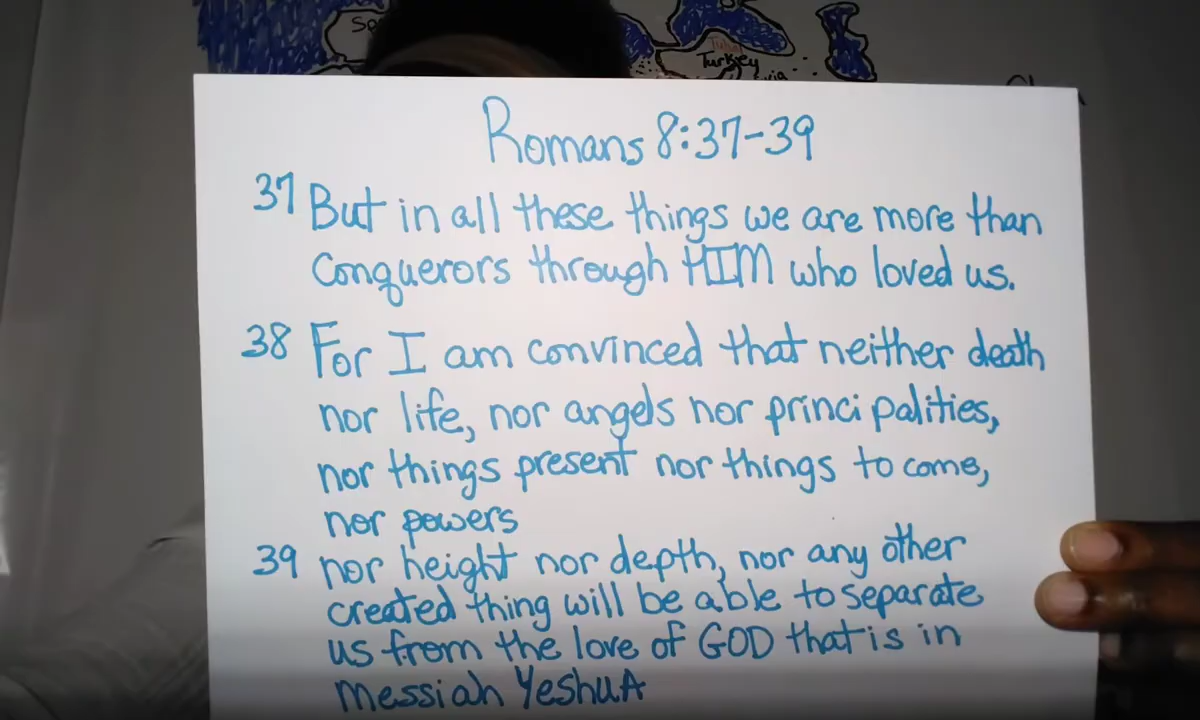 Turkey
Romans 8:37-39
37 But in all these things we are more than
conquerors through HIM who loved us.
38 For I am convinced that neither death
nor life, nor angels nor principalities,
nor things present nor things to come,
nor powers
39 nor height nor depth, nor any other
created thing will be able to separate
us from the love of GOD that is in
Messiah YeshuA